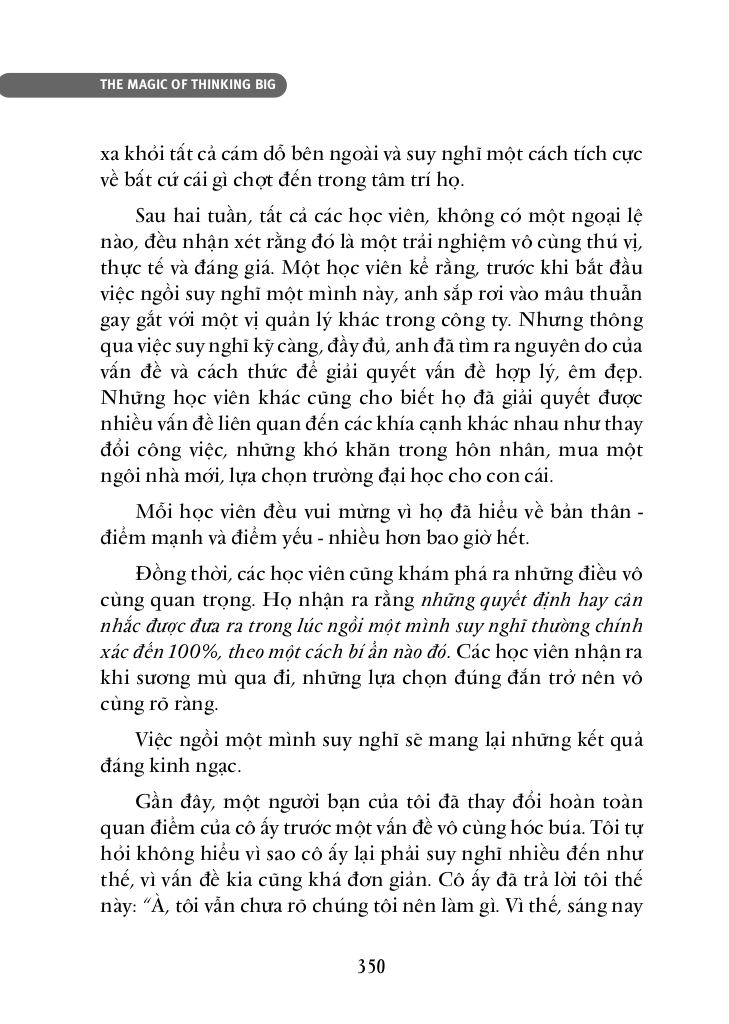 THE MAGIC OF THINKING BIG
xa khỏi tất cả cám dỗ bên ngoài và suy nghĩ một cách tích cực
về bất cứ cái gì chợt đến trong tâm trí họ.
Sau hai tuần, tất cả các học viên, không có một ngoại lệ
nào, đều nhận xét rằng đó là một trải nghiệm vô cùng thú vị,
thực tế và đáng giá. Một học viên kể rằng, trước khi bắt đầu
việc ngồi suy nghĩ một mình này, anh sắp rơi vào mâu thuẫn
gay gắt với một vị quản lý khác trong công ty. Nhưng thông
qua việc suy nghĩ kỹ càng, đầy đủ, anh đã tìm ra nguyên do của
vấn đề và cách thức để giải quyết vấn đề hợp lý, êm đẹp.
Những học viên khác cũng cho biết họ đã giải quyết được
nhiều vấn đề liên quan đến các khía cạnh khác nhau như thay
đổi công việc, những khó khăn trong hôn nhân, mua một
ngôi nhà mới, lựa chọn trường đại học cho con cái.
Mỗi học viên đều vui mừng vì họ đã hiểu về bản thân -
điểm mạnh và điểm yếu - nhiều hơn bao giờ hết.
Đồng thời, các học viên cũng khám phá ra những điều vô
cùng quan trọng. Họ nhận ra rằng những quyết định hay cân
nhắc được đưa ra trong lúc ngồi một mình suy nghĩ thường chính
xác đến 100%, theo một cách bí ẩn nào đó. Các học viên nhận ra
khi sương mù qua đi, những lựa chọn đúng đắn trở nên vô
cùng rõ ràng.
Việc ngồi một mình suy nghĩ sẽ mang lại những kết quả
đáng kinh ngạc.
Gần đây, một người bạn của tôi đã thay đổi hoàn toàn
quan điểm của cô ấy trước một vấn đề vô cùng hóc búa. Tôi tự
hỏi không hiểu vì sao cô ấy lại phải suy nghĩ nhiều đến như
thế, vì vấn đề kia cũng khá đơn giản. Cô ấy đã trả lời tôi thế
này: “À, tôi vẫn chưa rõ chúng tôi nên làm gì. Vì thế, sáng nay
350